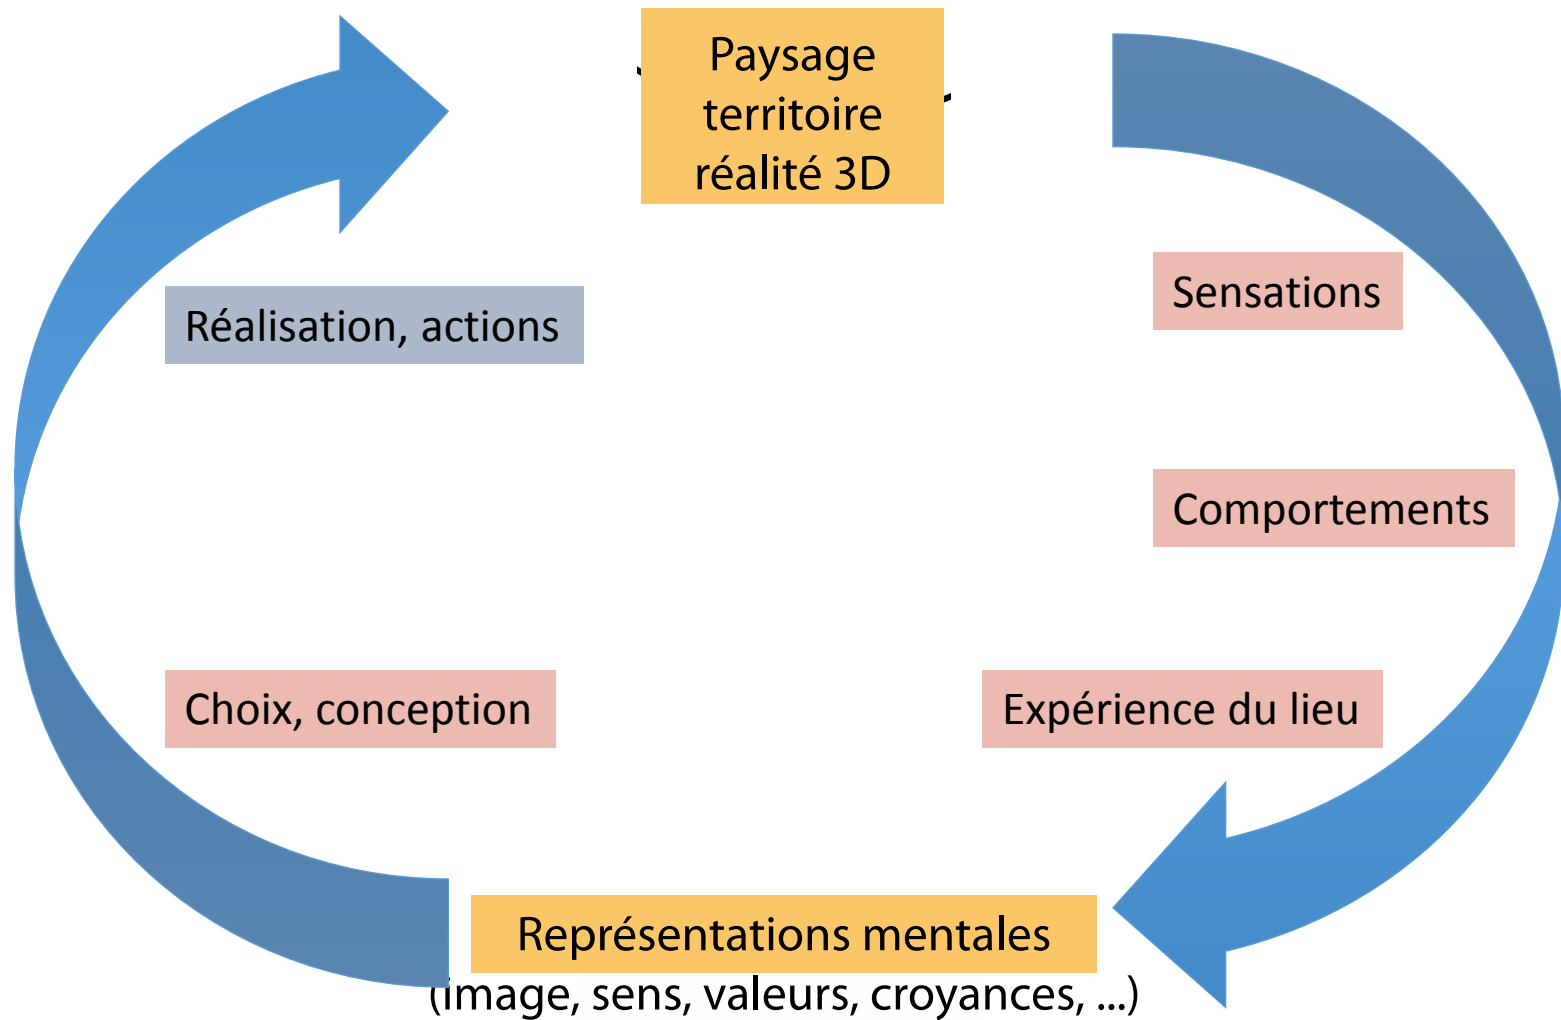 Paysage
territoire
réalité 3D
Sensations
Réalisation, actions
Comportements
Choix, conception
Expérience du lieu
Représentations mentales
(image, sens, valeurs, croyances, ...)